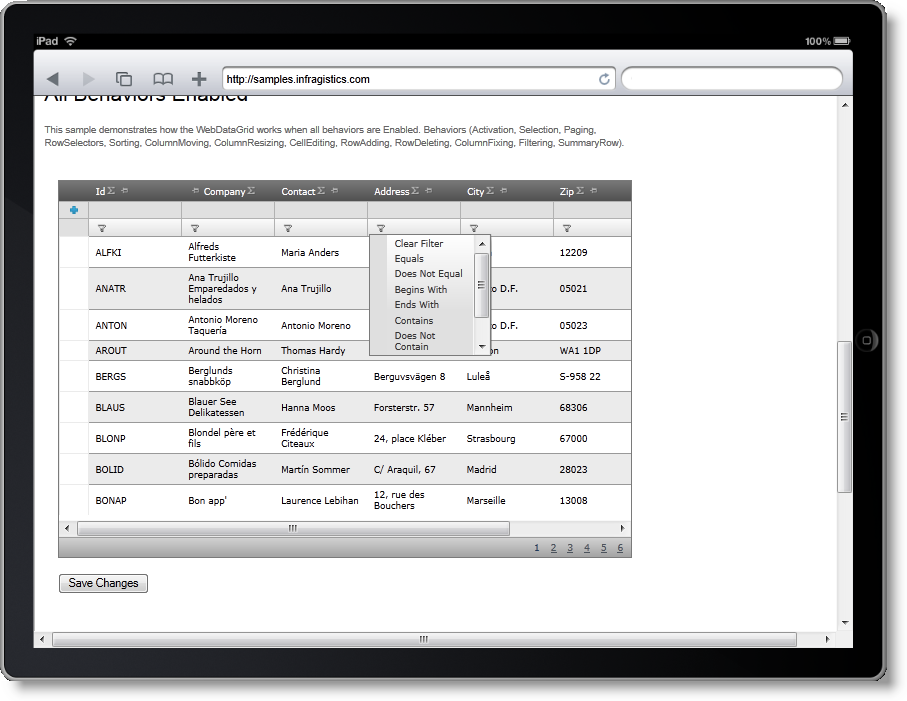 iPad 100%
http://samples.infragistics.com
All Behaviors Enabled
This sample demonstrates how the WebDataGrid works when all behaviors are Enabled. Behaviors (Activation, Selection, Paging,
RowSelectors, Sorting, ColumnMoving, ColumnResizing, CellEditing, RowAdding, RowDeleting, ColumnFixing, Filtering, SummaryRow).
Id Σ Company Σ Contact Σ Address Σ City Σ Zip Σ
ALFKI Alfreds Futterkiste Maria Anders 12209
ANATR Ana Trujillo Emparedados y helados Ana Trujillo D.F. 05021
ANTON Antonio Moreno Taquería Antonio Moreno D.F. 05023
AROUT Around the Horn Thomas Hardy WA1 1DP
Clear Filter
Equals
Does Not Equal
Begins With
Ends With
Contains
Does Not
Contain
BERGS Berglunds snabbköp Christina Berglund Berguvsvägen 8 Luleå S-958 22
BLAUS Blauer See Delikatessen Hanna Moos Forsterstr. 57 Mannheim 68306
BLONP Blondel père et fils Frédérique Citeaux 24, place Kléber Strasbourg 67000
BOLID Bólido Comidas preparadas Martín Sommer C/ Araquil, 67 Madrid 28023
BONAP Bon app' Laurence Lebihan 12, rue des Bouchers Marseille 13008
1 2 3 4 5 6
Save Changes